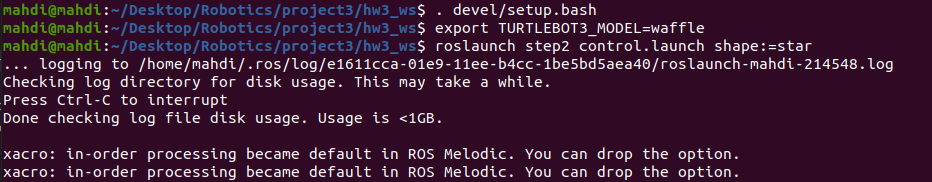 mahdi@mahdi:~/Desktop/Robotics/project3/hw3_ws$ . devel/setup.bash
mahdi@mahdi:~/Desktop/Robotics/project3/hw3_ws$ export TURTLEBOT3_MODEL=waffle
mahdi@mahdi:~/Desktop/Robotics/project3/hw3_ws$ roslaunch step2 control.launch shape:=star
... logging to /home/mahdi/.ros/log/e1611cca-01e9-11ee-b4cc-1be5bd5aea40/roslaunch-mahdi-214548.log
Checking log directory for disk usage. This may take a while.
Press Ctrl-C to interrupt
Done checking log file disk usage. Usage is <1GB.

xacro: in-order processing became default in ROS Melodic. You can drop the option.
xacro: in-order processing became default in ROS Melodic. You can drop the option.